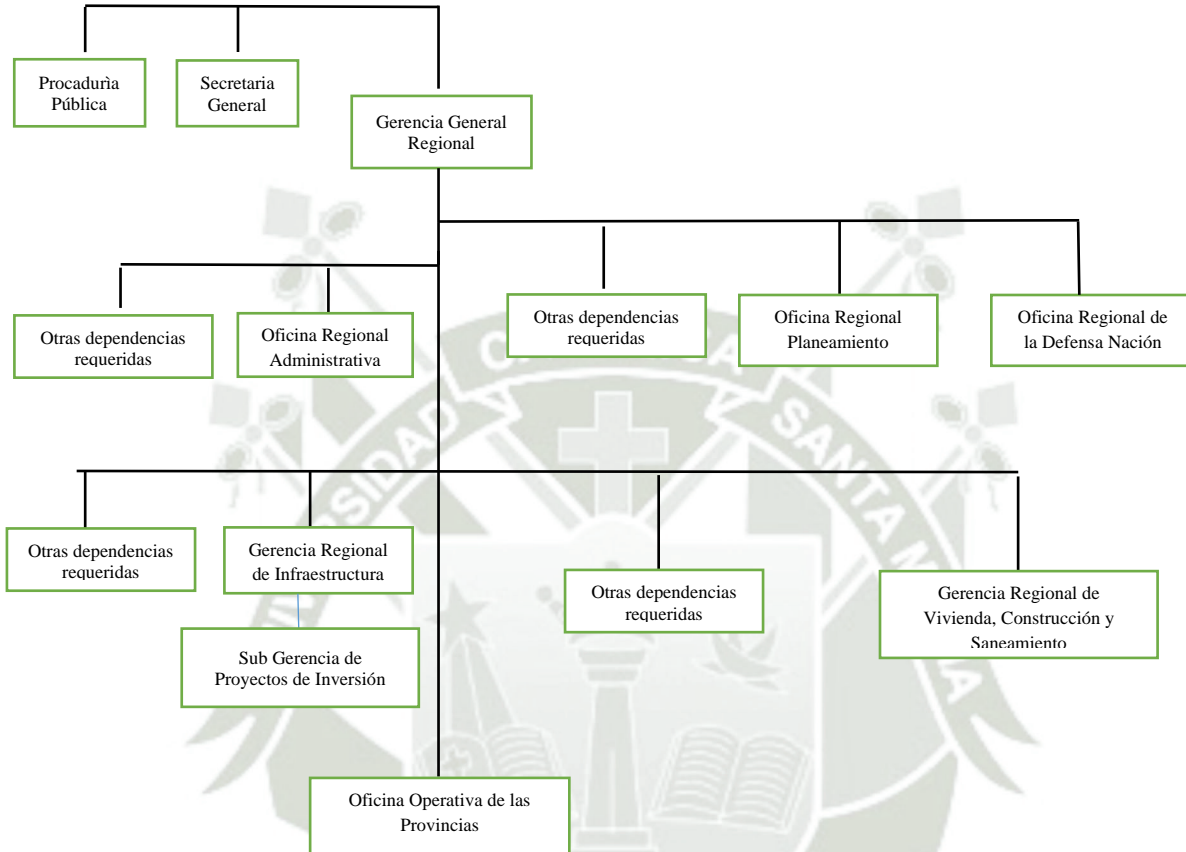 Procadurìa
Pública
Secretaria
General
Gerencia General
Regional
Otras dependencias
requeridas
Oficina Regional
Administrativa
Otras dependencias
requeridas
Oficina Regional
Planeamiento
Oficina Regional de
la Defensa Nación
Otras dependencias
requeridas
Gerencia Regional
de Infraestructura
Otras dependencias
requeridas
Gerencia Regional de
Vivienda, Construcción y
Saneamiento
Sub Gerencia de
Proyectos de Inversión
Oficina Operativa de las
Provincias
SANTA